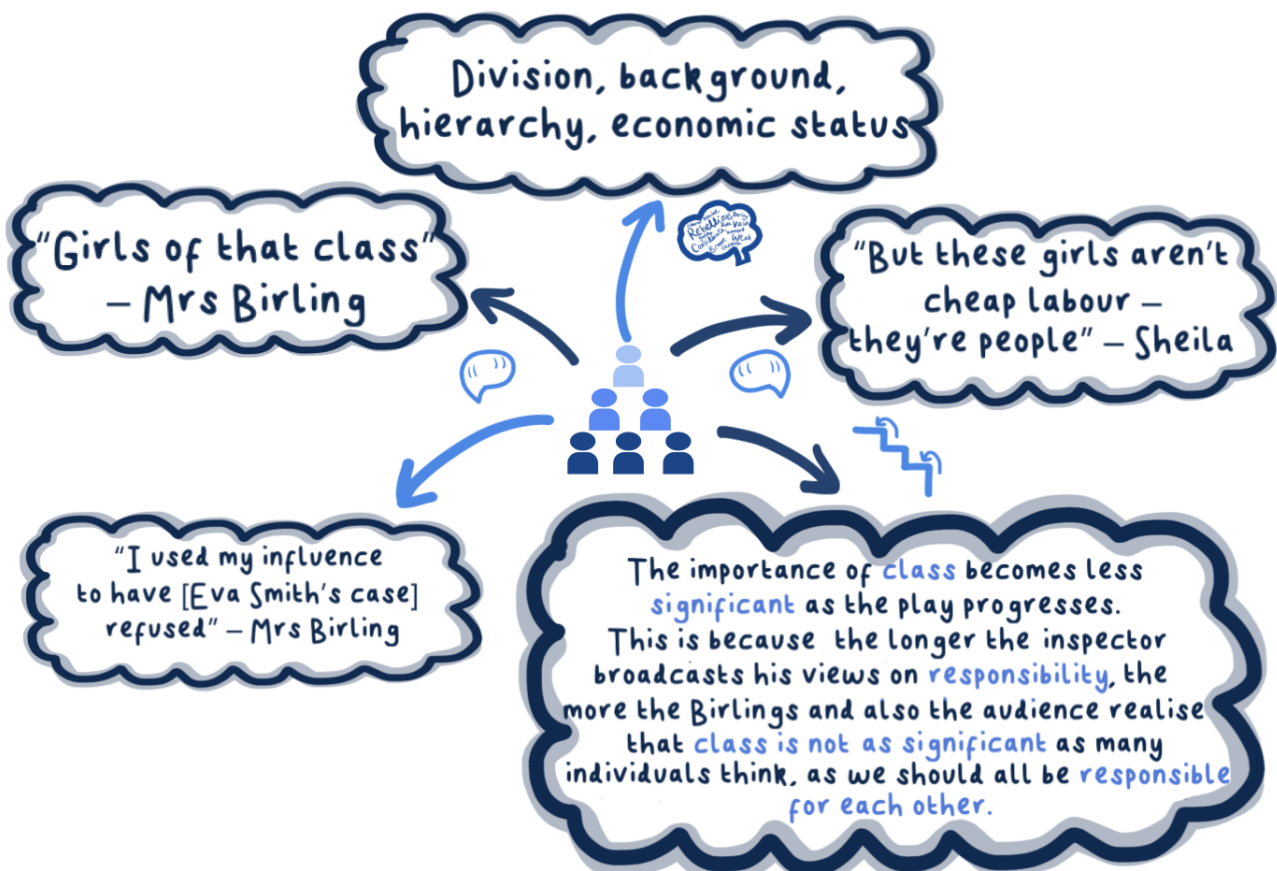 Division, background,
hierarchy, economic status
"Girls of that class"
– Mrs Birling
Rebellious
"But these girls aren't
cheap labour –
they're people" – Sheila
"I used my influence
to have [Eva Smith's case]
refused" – Mrs Birling
The importance of class becomes less
significant as the play progresses.
This is because the longer the inspector
broadcasts his views on responsibility, the
more the Birlings and also the audience realise
that class is not as significant as many
individuals think, as we should all be responsible
for each other.